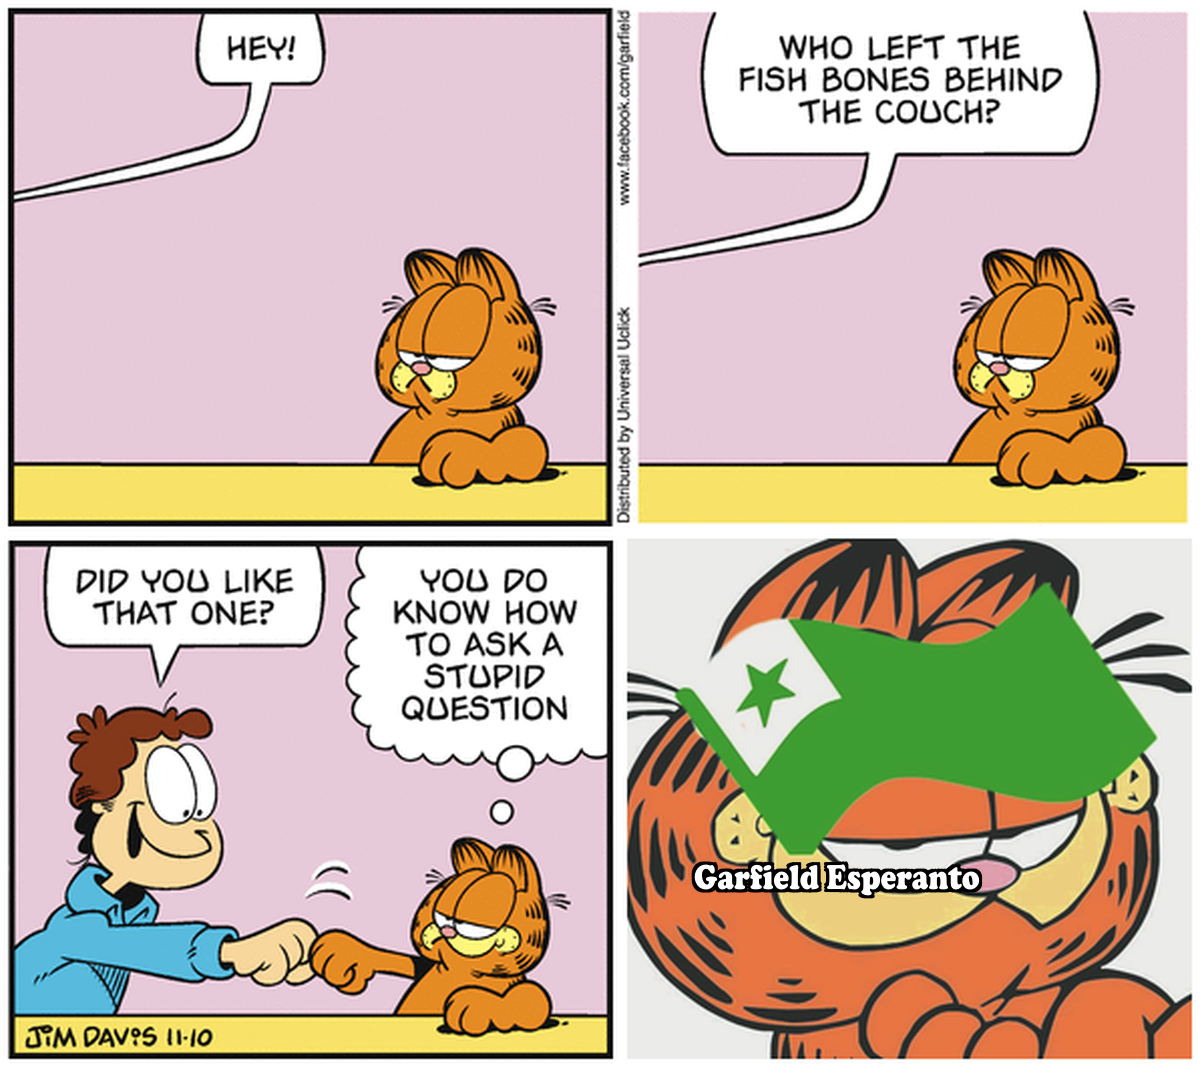 HEY!
www.facebook.com/garfield
Distributed by Universal Uclick
WHO LEFT THE
FISH BONES BEHIND
THE COUCH?
DID YOU LIKE
THAT ONE?
YOU DO
KNOW HOW
TO ASK A
STUPID
QUESTION
JIM DAVIS 11-10
Garfield Esperanto